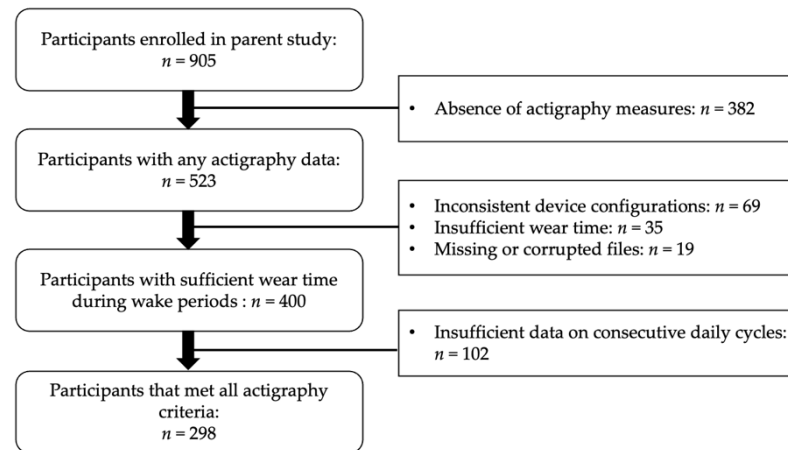 Participants enrolled in parent study:
n = 905
• Absence of actigraphy measures: n = 382
Participants with any actigraphy data:
n = 523
• Inconsistent device configurations: n = 69
• Insufficient wear time: n = 35
• Missing or corrupted files: n = 19
Participants with sufficient wear time
during wake periods : n = 400
• Insufficient data on consecutive daily cycles:
n = 102
Participants that met all actigraphy
criteria:
n = 298